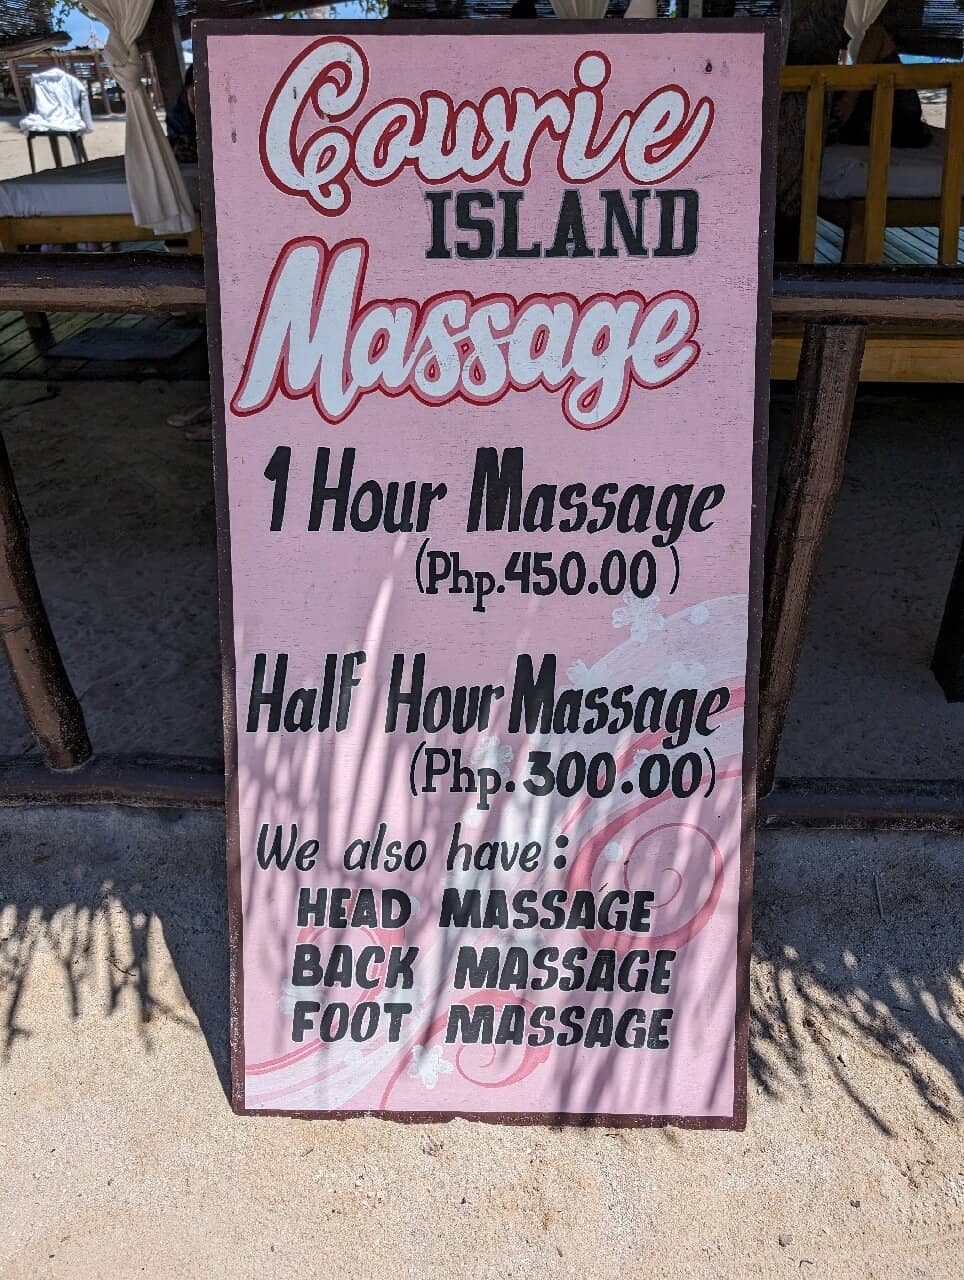 Cowrie
ISLAND
Massage
1 Hour Massage
(Php.450.00)
Half Hour Massage
(Php.300.00)
We also have:
HEAD MASSAGE
BACK MASSAGE
FOOT MASSAGE